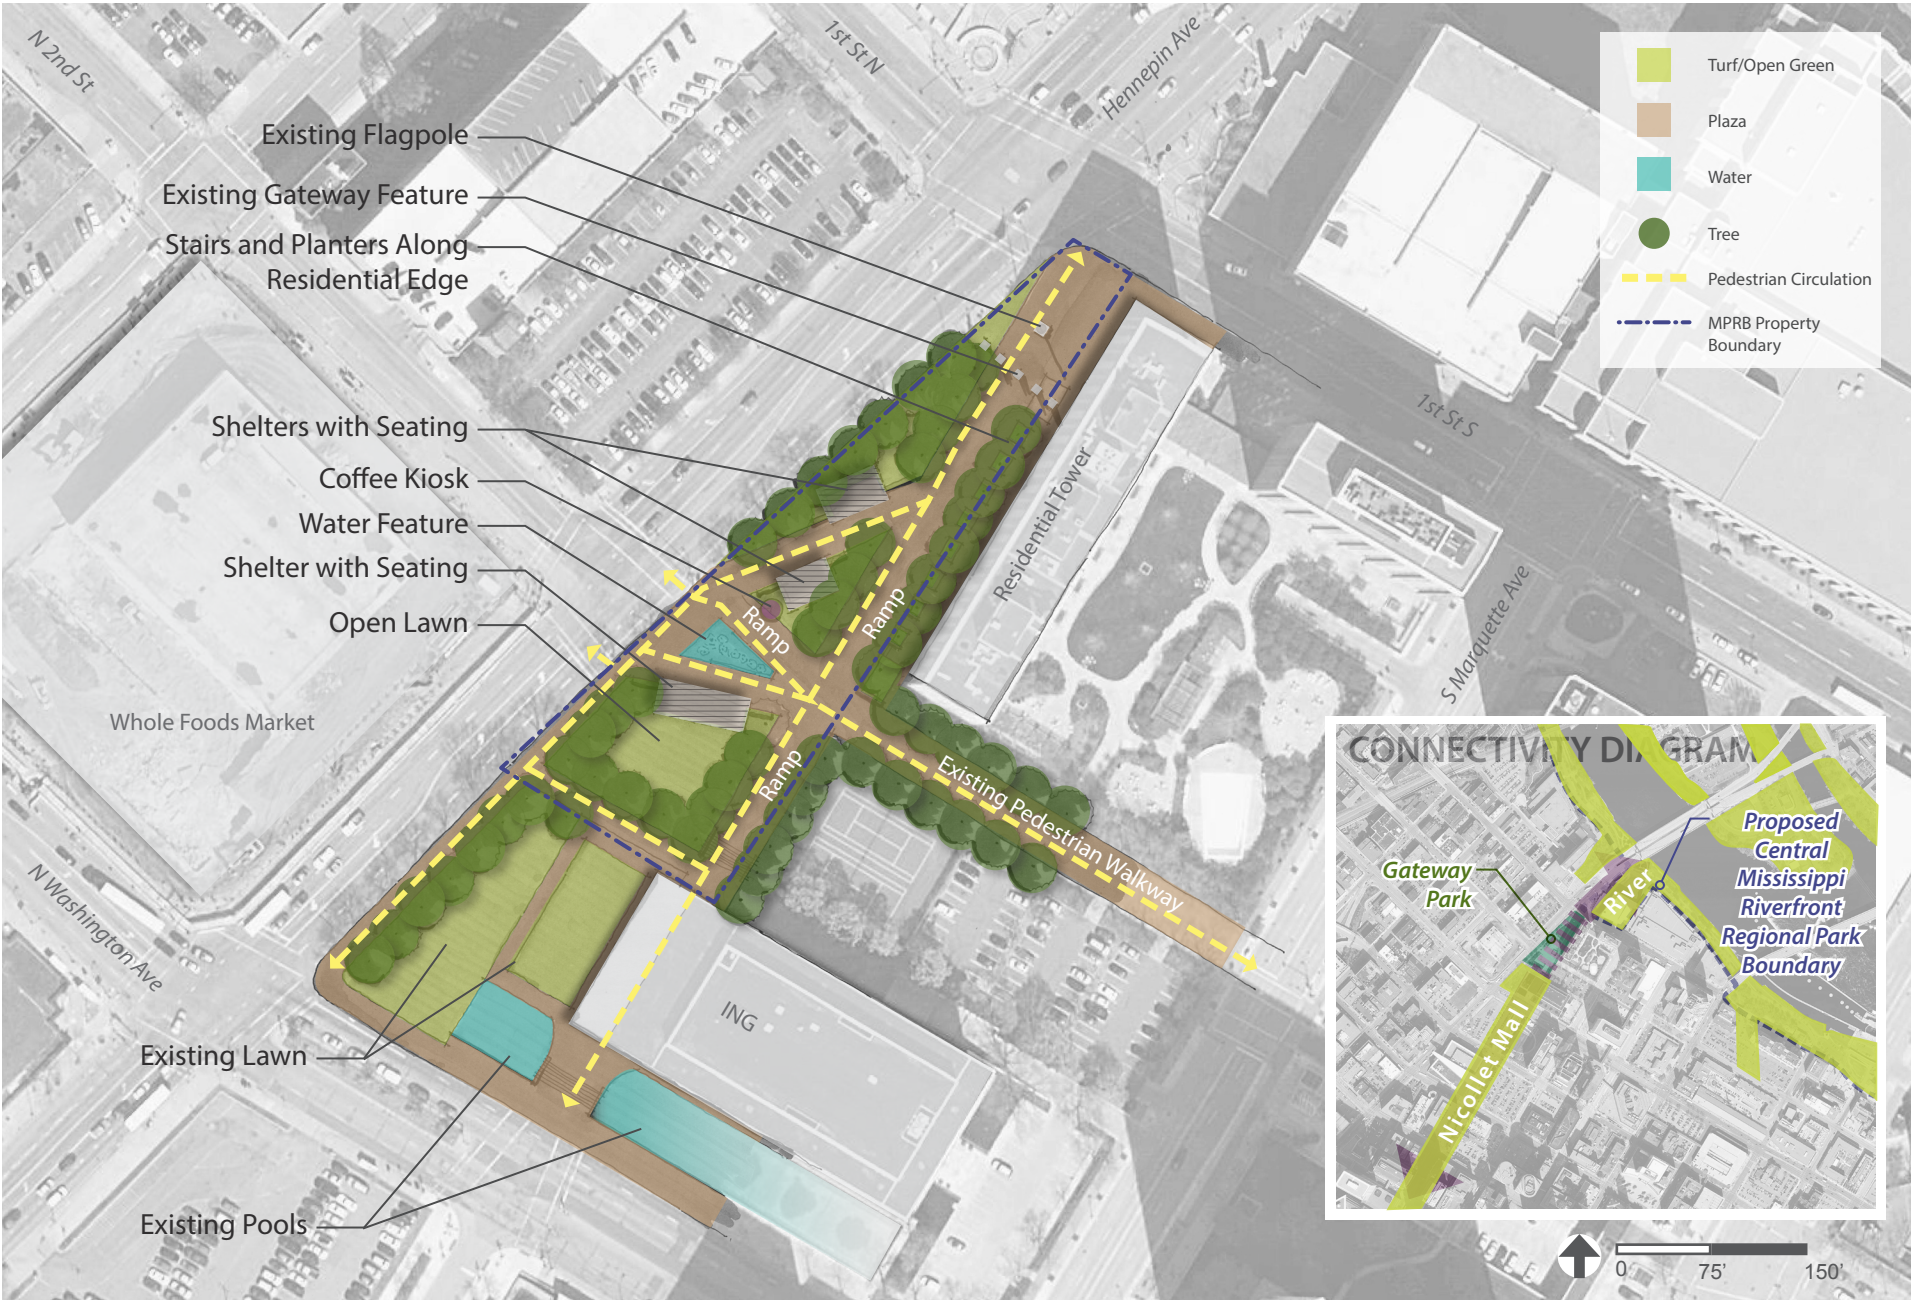 N 2nd St
1st St N
Hennepin Ave
Turf/Open Green
Plaza
Water
Tree
Pedestrian Circulation
MPRB Property
Boundary
Existing Flagpole
Existing Gateway Feature
Stairs and Planters Along
Residential Edge
Shelters with Seating
Coffee Kiosk
Water Feature
Shelter with Seating
Open Lawn
1st St S
Residential Tower
S Marquette Ave
Ramp
Ramp
Ramp
Whole Foods Market
Existing Pedestrian Walkway
N Washington Ave
ING
Existing Lawn
Existing Pools
CONNECTIVITY DIAGRAM
Proposed
Central
Mississippi
Riverfront
Regional Park
Boundary
Gateway
Park
River
Nicollet Mall
0 75' 150'